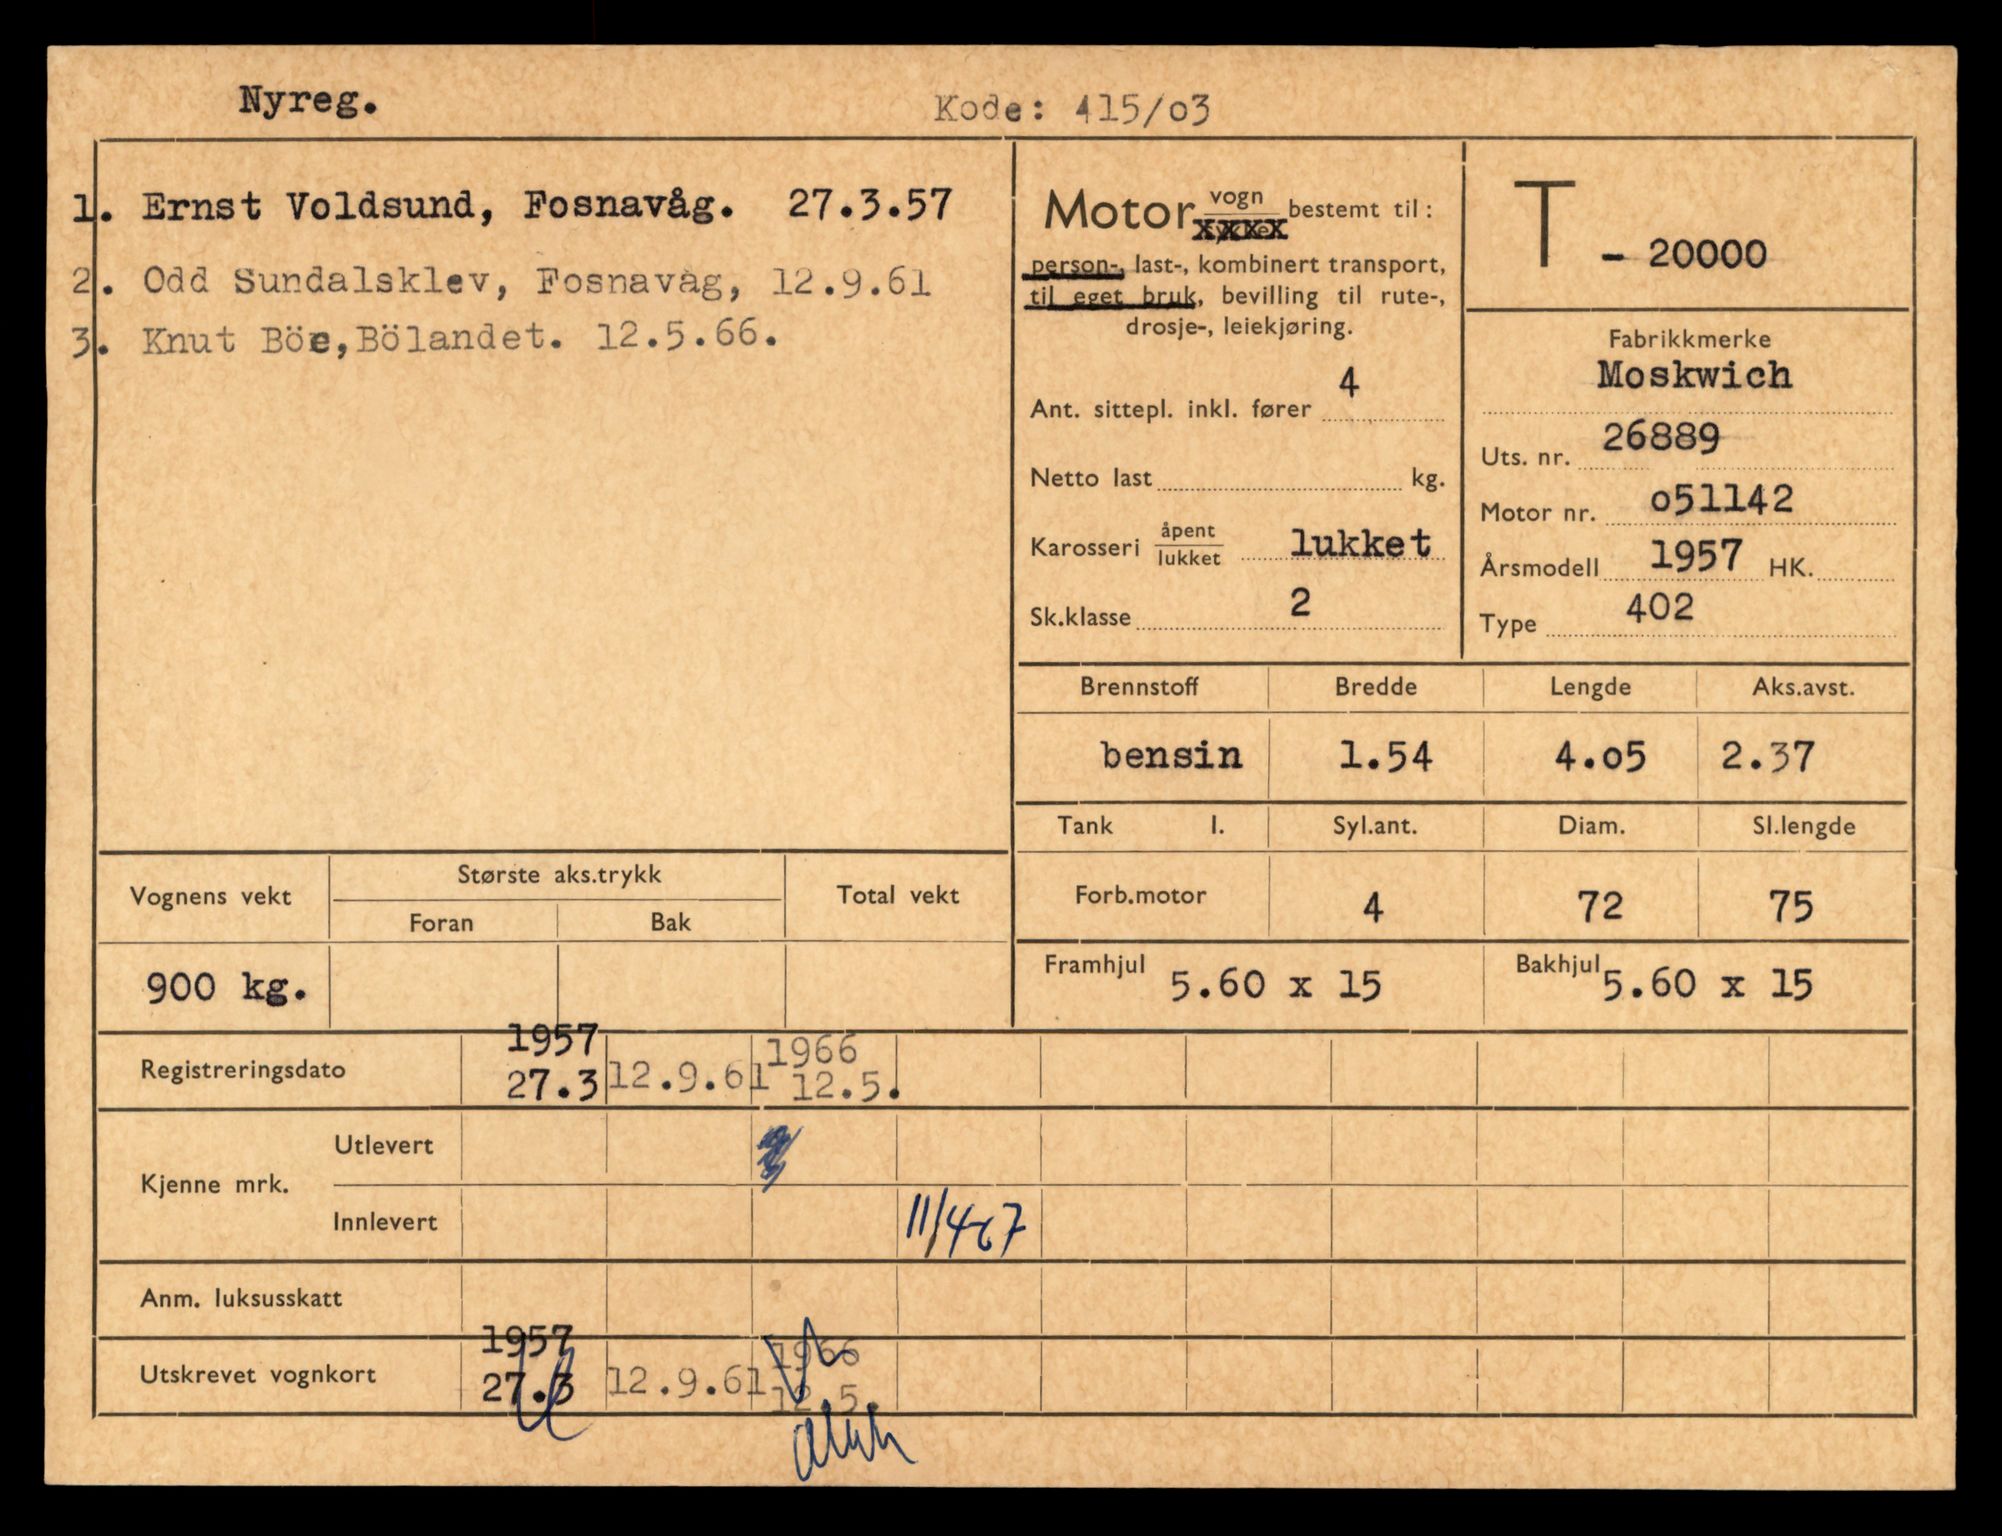 Nyreg.
Kode: 415/o3
1. Ernst Voldsund, Fosnavåg. 27.3.57
2. Odd Sundalsklev, Fosnavåg, 12.9.61
3. Knut Böe, Bölandet. 12.5.66.
Motor vogn bestemt til:
person-, last-, kombinert transport,
til eget bruk, bevilling til rute-,
drosje-, leiekjøring.
Ant. sittepl. inkl. fører 4
Netto last kg.
Karosseri åpent/lukket lukket
Sk.klasse 2
T - 20000
Fabrikkmerke
Moskwich
Uts. nr. 26889
Motor nr. o51142
Årsmodell 1957 HK.
Type 402
Brennstoff Bredde Lengde Aks.avst.
bensin 1.54 4.o5 2.37
Tank l. Syl.ant. Diam. Sl.lengde
Forb.motor 4 72 75
Framhjul 5.60 x 15 Bakhjul 5.60 x 15
Vognens vekt Største aks.trykk Total vekt
Foran Bak
900 kg.
Registreringsdato 1957 27.3 12.9.61 1966 12.5.
Kjenne mrk. Utlevert
Innlevert 11/4-67
Anm. luksusskatt
Utskrevet vognkort 1957 27.3 12.9.61 1966 12.5.